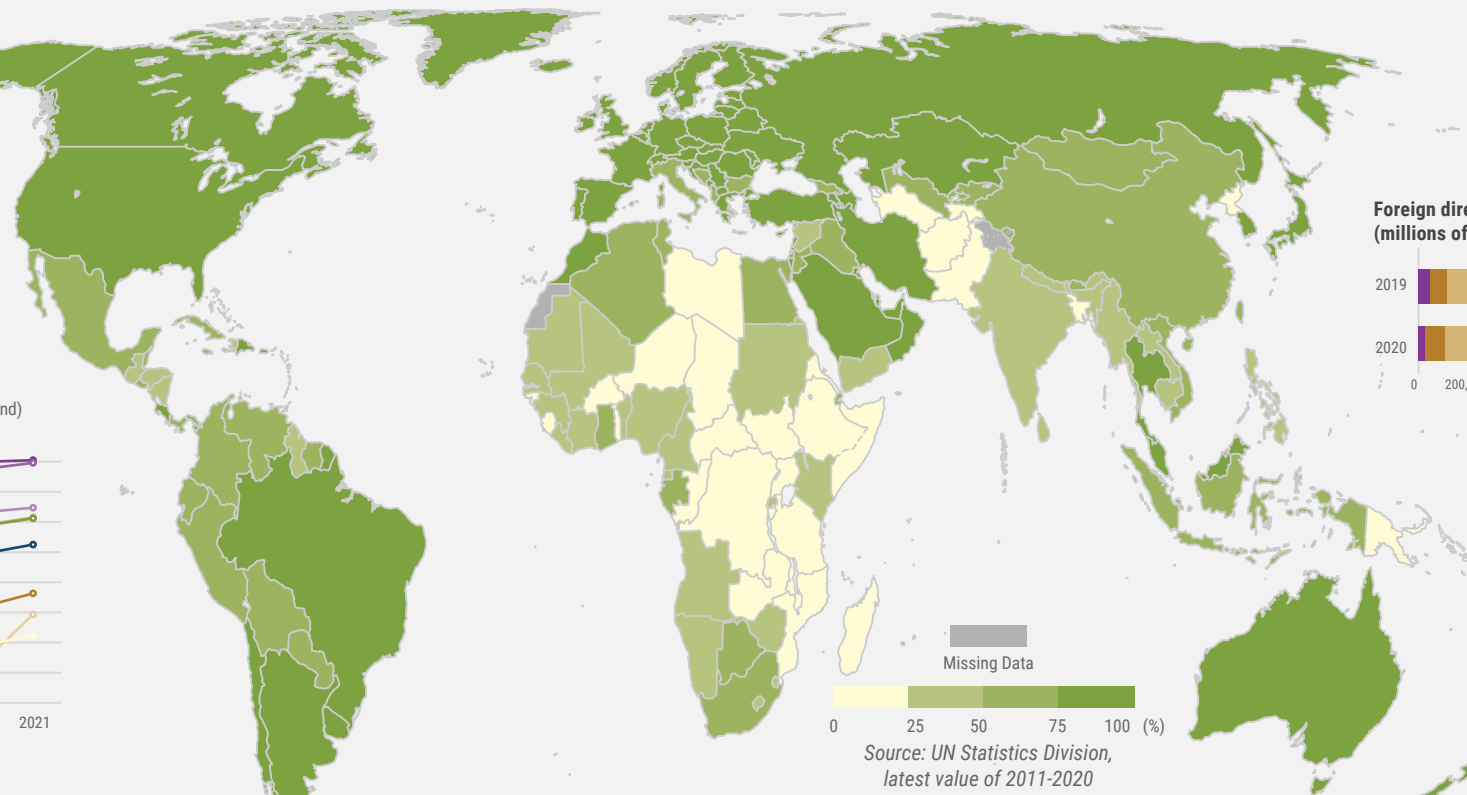 Foreign dire
(millions of
2019
2020
0
200,
nd)
2021
Missing Data
0 25 50 75 100 (%)
Source: UN Statistics Division,
latest value of 2011-2020